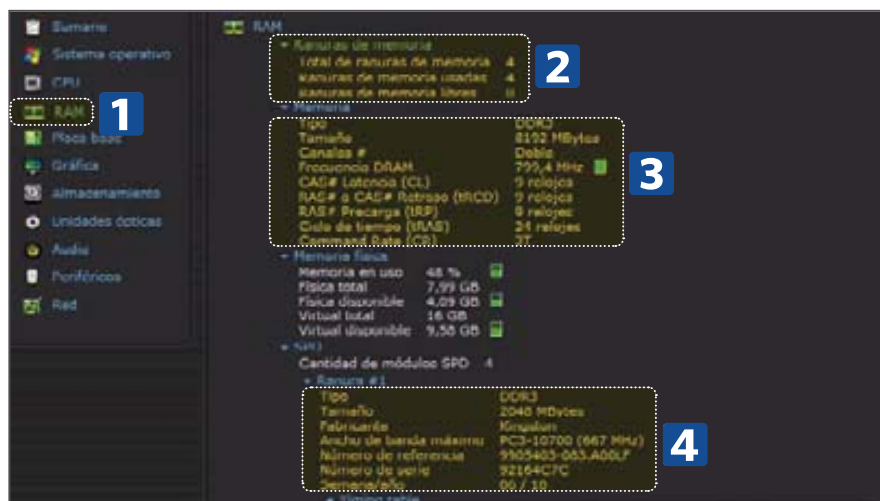 Sumario
Sistema operativo
CPU
RAM
Placa base
Gráfica
Almacenamiento
Unidades ópticas
Audio
Periféricos
Red
1
RAM
Ranuras de memoria
Total de ranuras de memoria 4
Ranuras de memoria usadas 4
Ranuras de memoria libres 0
2
Memoria
Tipo DDR3
Tamaño 8192 MBytes
Canales # Doble
Frecuencia DRAM 799,4 MHz
CAS# Latencia (CL) 9 relojes
RAS# a CAS# Retraso (tRCD) 9 relojes
RAS# Precarga (tRP) 9 relojes
Ciclo de tiempo (tRAS) 24 relojes
Command Rate (CR) 2T
3
Memoria física
Memoria en uso 48 %
Física total 7,99 GB
Física disponible 4,09 GB
Virtual total 16 GB
Virtual disponible 9,58 GB
SPD
Cantidad de módulos SPD 4
Ranura #1
Tipo DDR3
Tamaño 2048 MBytes
Fabricante Kingston
Ancho de banda máximo PC3-10700 (667 MHz)
Número de referencia 9905403-083.A00LF
Número de serie 92164C7C
Semana/año 06 / 10
4
Timing table